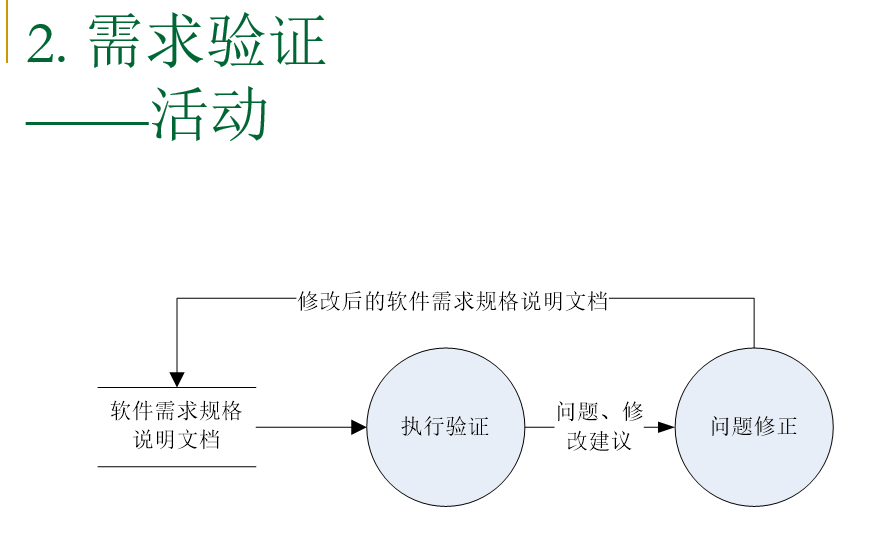 2. 需求验证
——活动
修改后的软件需求规格说明文档
软件需求规格
说明文档
执行验证
问题、修
改建议
问题修正